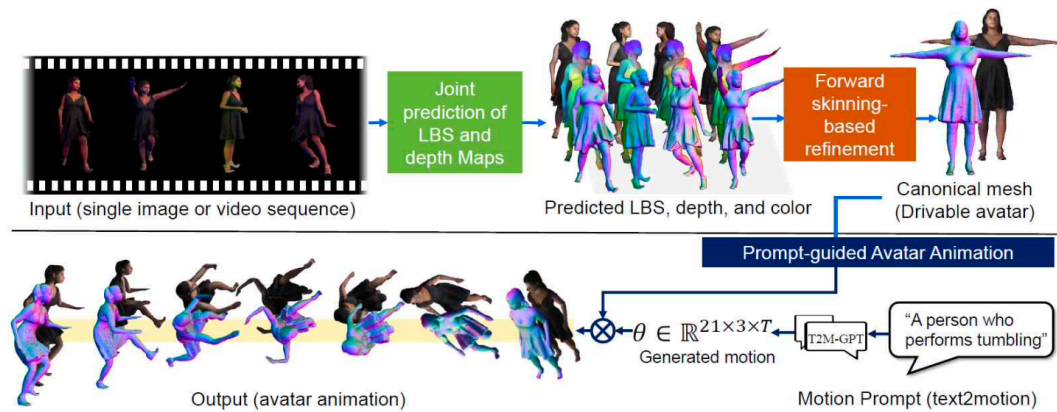 Joint
prediction of
LBS and
depth Maps
Forward
skinning-
based
refinement
Input (single image or video sequence)
Predicted LBS, depth, and color
Canonical mesh
(Drivable avatar)
Prompt-guided Avatar Animation
θ ∈ ℝ^{21×3×T}
Generated motion
T2M-GPT
“A person who
performs tumbling”
Output (avatar animation)
Motion Prompt (text2motion)